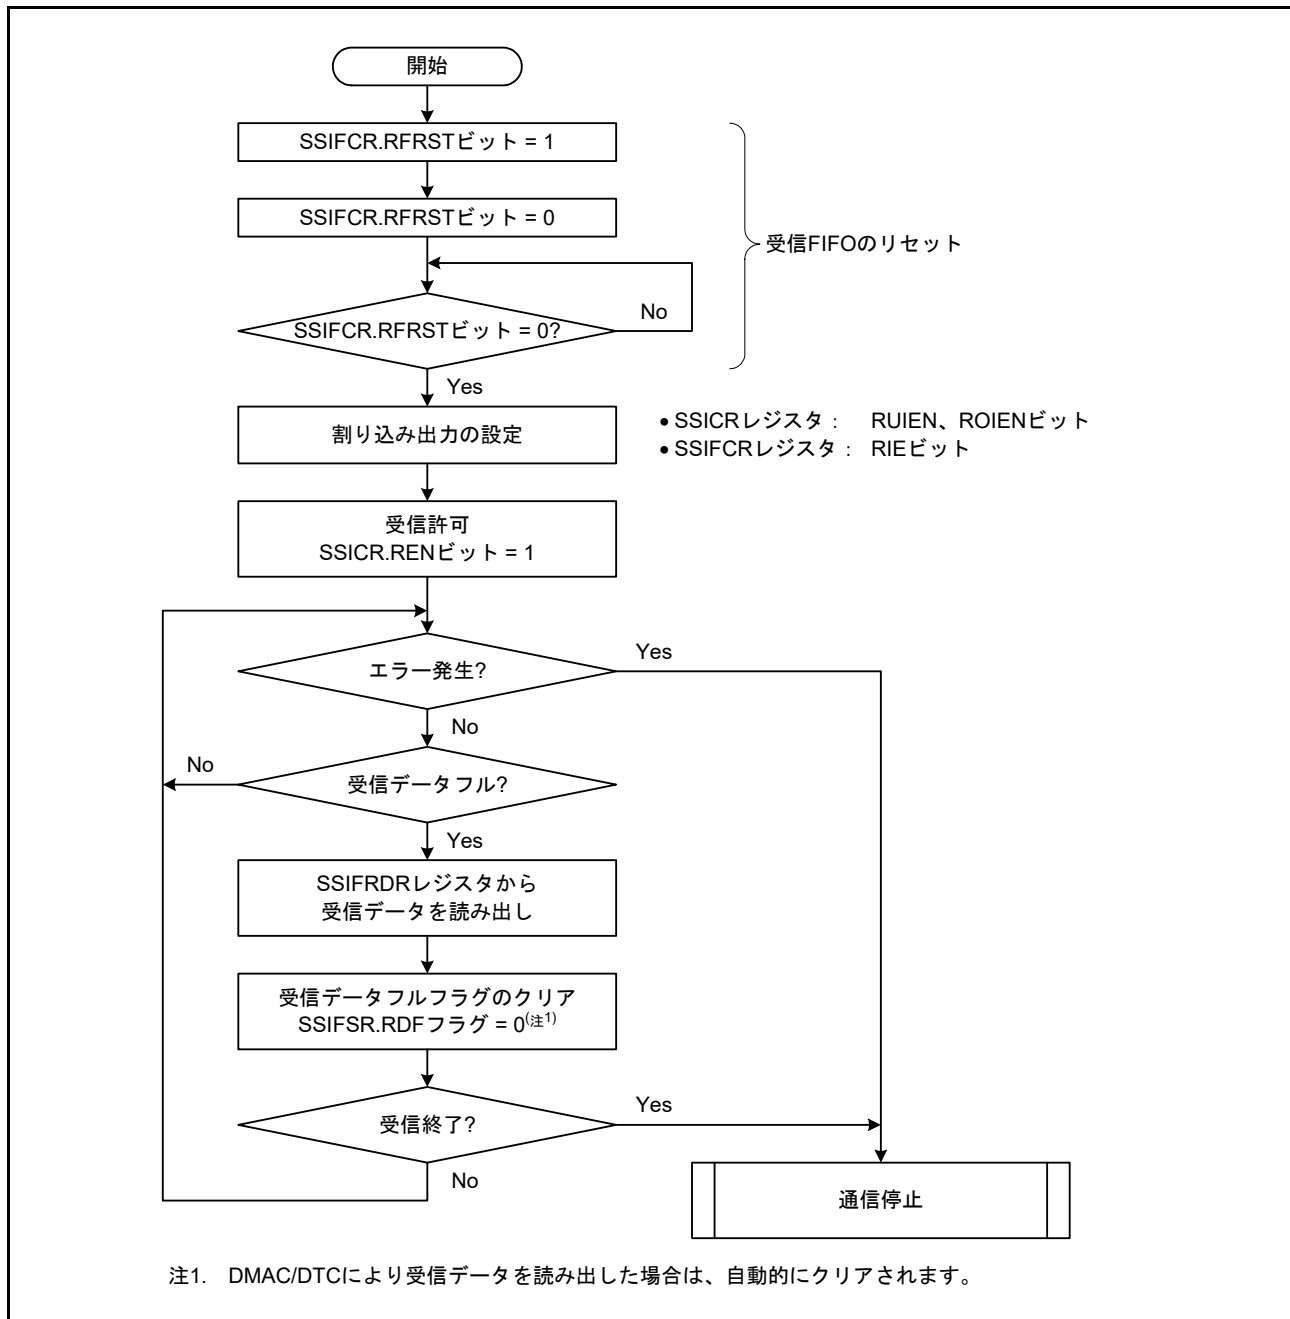 開始
SSIFCR.RFRSTビット = 1
SSIFCR.RFRSTビット = 0
受信FIFOのリセット
SSIFCR.RFRSTビット = 0?
No
Yes
割り込み出力の設定
• SSICRレジスタ： RUIEN、ROIENビット
• SSIFCRレジスタ： RIEビット
受信許可
SSICR.RENビット = 1
エラー発生?
Yes
No
受信データフル?
No
Yes
SSIFRDRレジスタから
受信データを読み出し
受信データフルフラグのクリア
SSIFSR.RDFフラグ = 0(注1)
受信終了?
Yes
No
通信停止
注1. DMAC/DTCにより受信データを読み出した場合は、自動的にクリアされます。